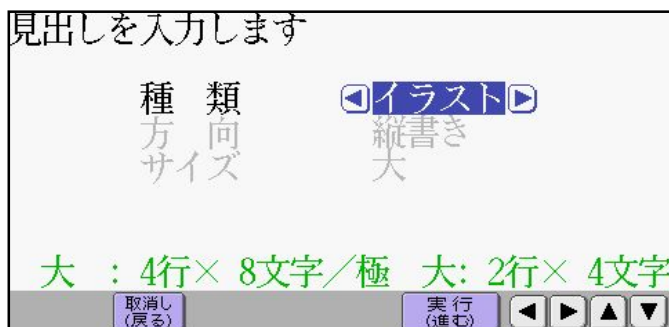 見出しを入力します
種 類 ◀イラスト▶
方 向 縦書き
サイズ 大
大 : 4行× 8文字／極 大: 2行× 4文字
取消し
(戻る)
実 行
(進む)
◀ ▶ ▲ ▼